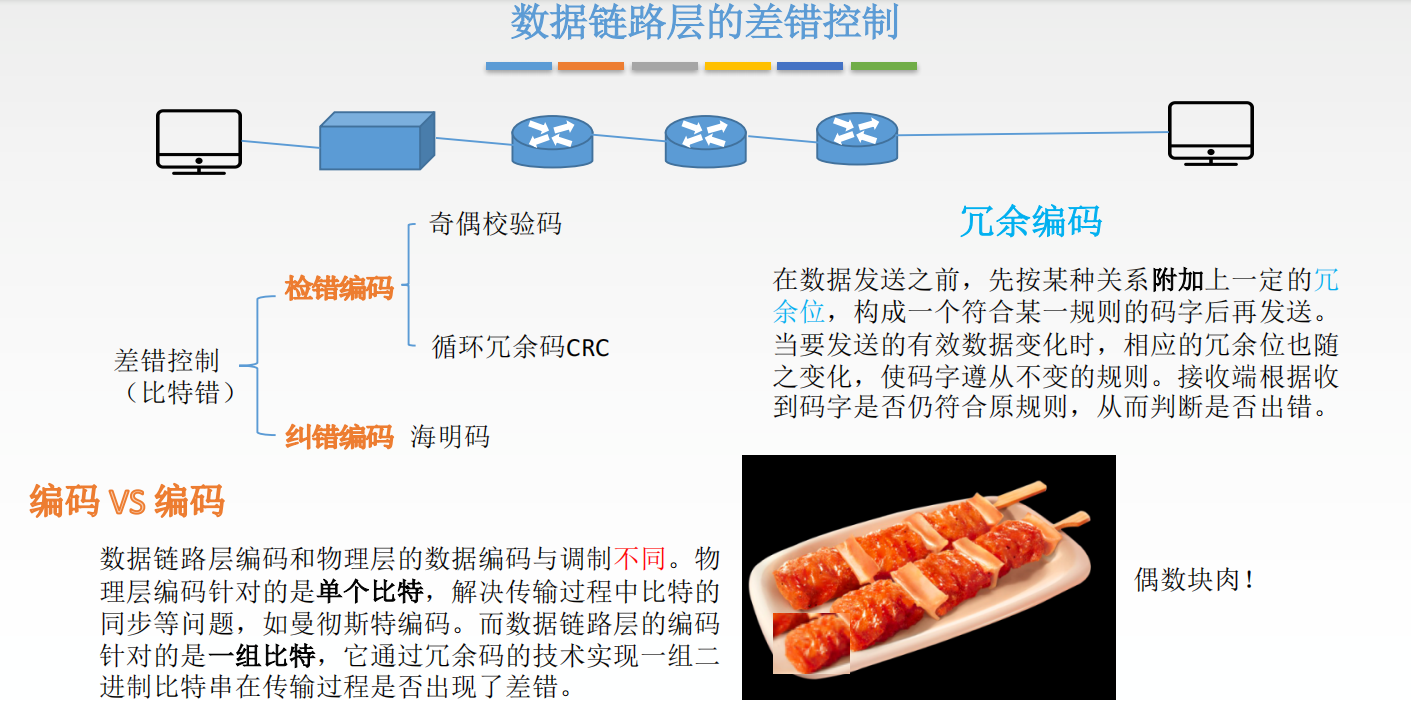 数据链路层的差错控制
奇偶校验码
检错编码
循环冗余码CRC
差错控制
（比特错）
纠错编码 海明码
冗余编码
在数据发送之前，先按某种关系附加上一定的冗
余位，构成一个符合某一规则的码字后再发送。
当要发送的有效数据变化时，相应的冗余位也随
之变化，使码字遵从不变的规则。接收端根据收
到码字是否仍符合原规则，从而判断是否出错。
编码 VS 编码
数据链路层编码和物理层的数据编码与调制不同。物
理层编码针对的是单个比特，解决传输过程中比特的
同步等问题，如曼彻斯特编码。而数据链路层的编码
针对的是一组比特，它通过冗余码的技术实现一组二
进制比特串在传输过程是否出现了差错。
偶数块肉！